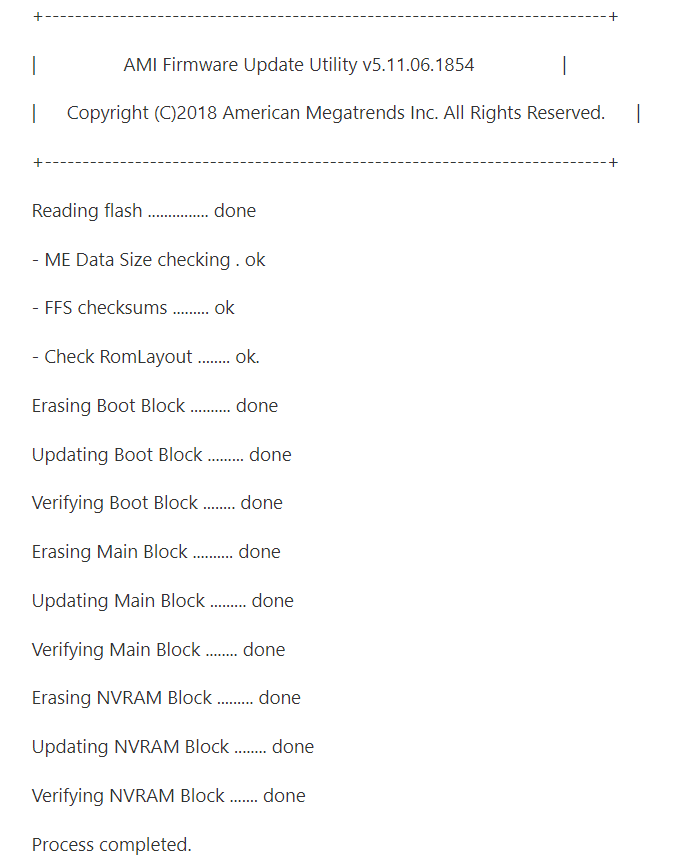 +---------------------------------------------------------------------------+
| AMI Firmware Update Utility v5.11.06.1854 |
| Copyright (C)2018 American Megatrends Inc. All Rights Reserved. |
+---------------------------------------------------------------------------+
Reading flash ............... done
- ME Data Size checking . ok
- FFS checksums ......... ok
- Check RomLayout ........ ok.
Erasing Boot Block .......... done
Updating Boot Block ......... done
Verifying Boot Block ........ done
Erasing Main Block .......... done
Updating Main Block ......... done
Verifying Main Block ........ done
Erasing NVRAM Block ......... done
Updating NVRAM Block ........ done
Verifying NVRAM Block ....... done
Process completed.